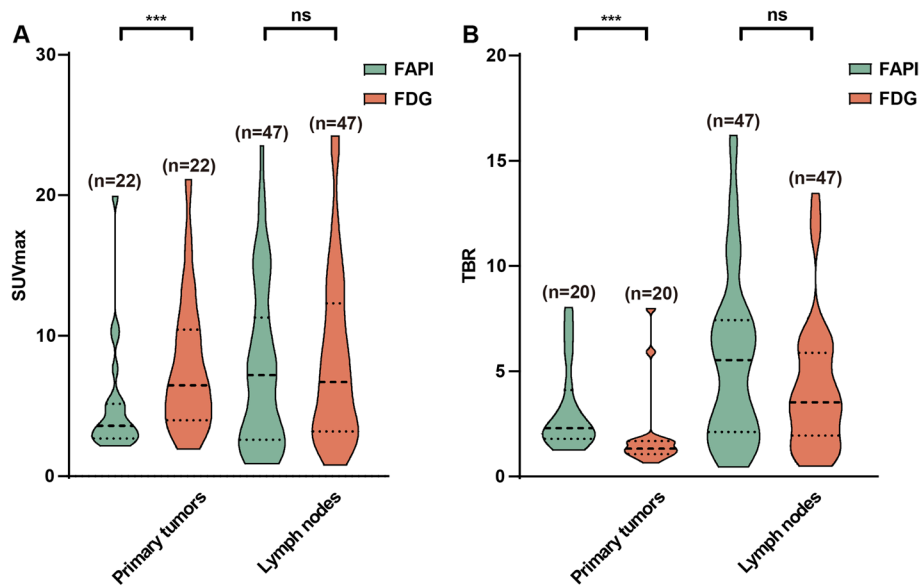 A
***
ns
30
20
10
0
SUVmax
FAPI
FDG
(n=22)
(n=22)
(n=47)
(n=47)
Primary tumors
Lymph nodes
B
***
ns
20
15
10
5
0
TBR
FAPI
FDG
(n=20)
(n=20)
(n=47)
(n=47)
Primary tumors
Lymph nodes